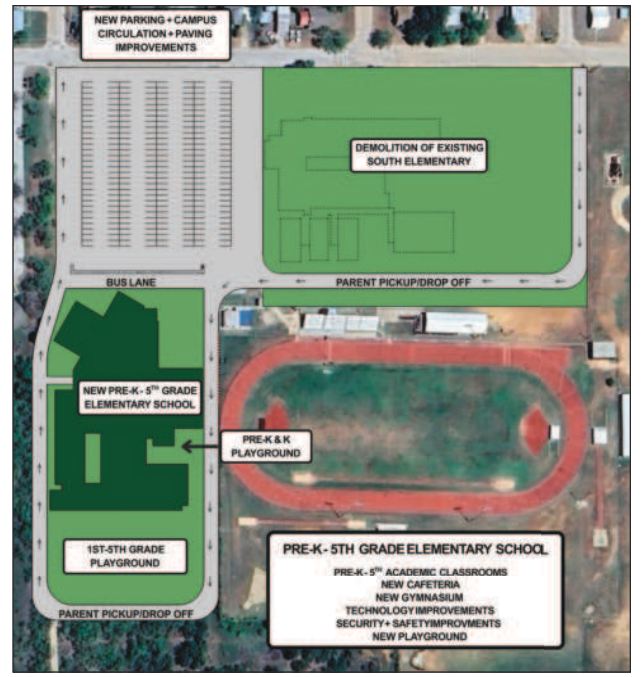 NEW PARKING + CAMPUS
CIRCULATION + PAVING
IMPROVEMENTS
DEMOLITION OF EXISTING
SOUTH ELEMENTARY
BUS LANE
PARENT PICKUP/DROP OFF
NEW PRE-K - 5TH GRADE
ELEMENTARY SCHOOL
PRE-K & K
PLAYGROUND
1ST-5TH GRADE
PLAYGROUND
PARENT PICKUP/DROP OFF
PRE-K - 5TH GRADE ELEMENTARY SCHOOL
PRE-K - 5TH ACADEMIC CLASSROOMS
NEW CAFETERIA
NEW GYMNASIUM
TECHNOLOGY IMPROVEMENTS
SECURITY + SAFETY IMPROVMENTS
NEW PLAYGROUND